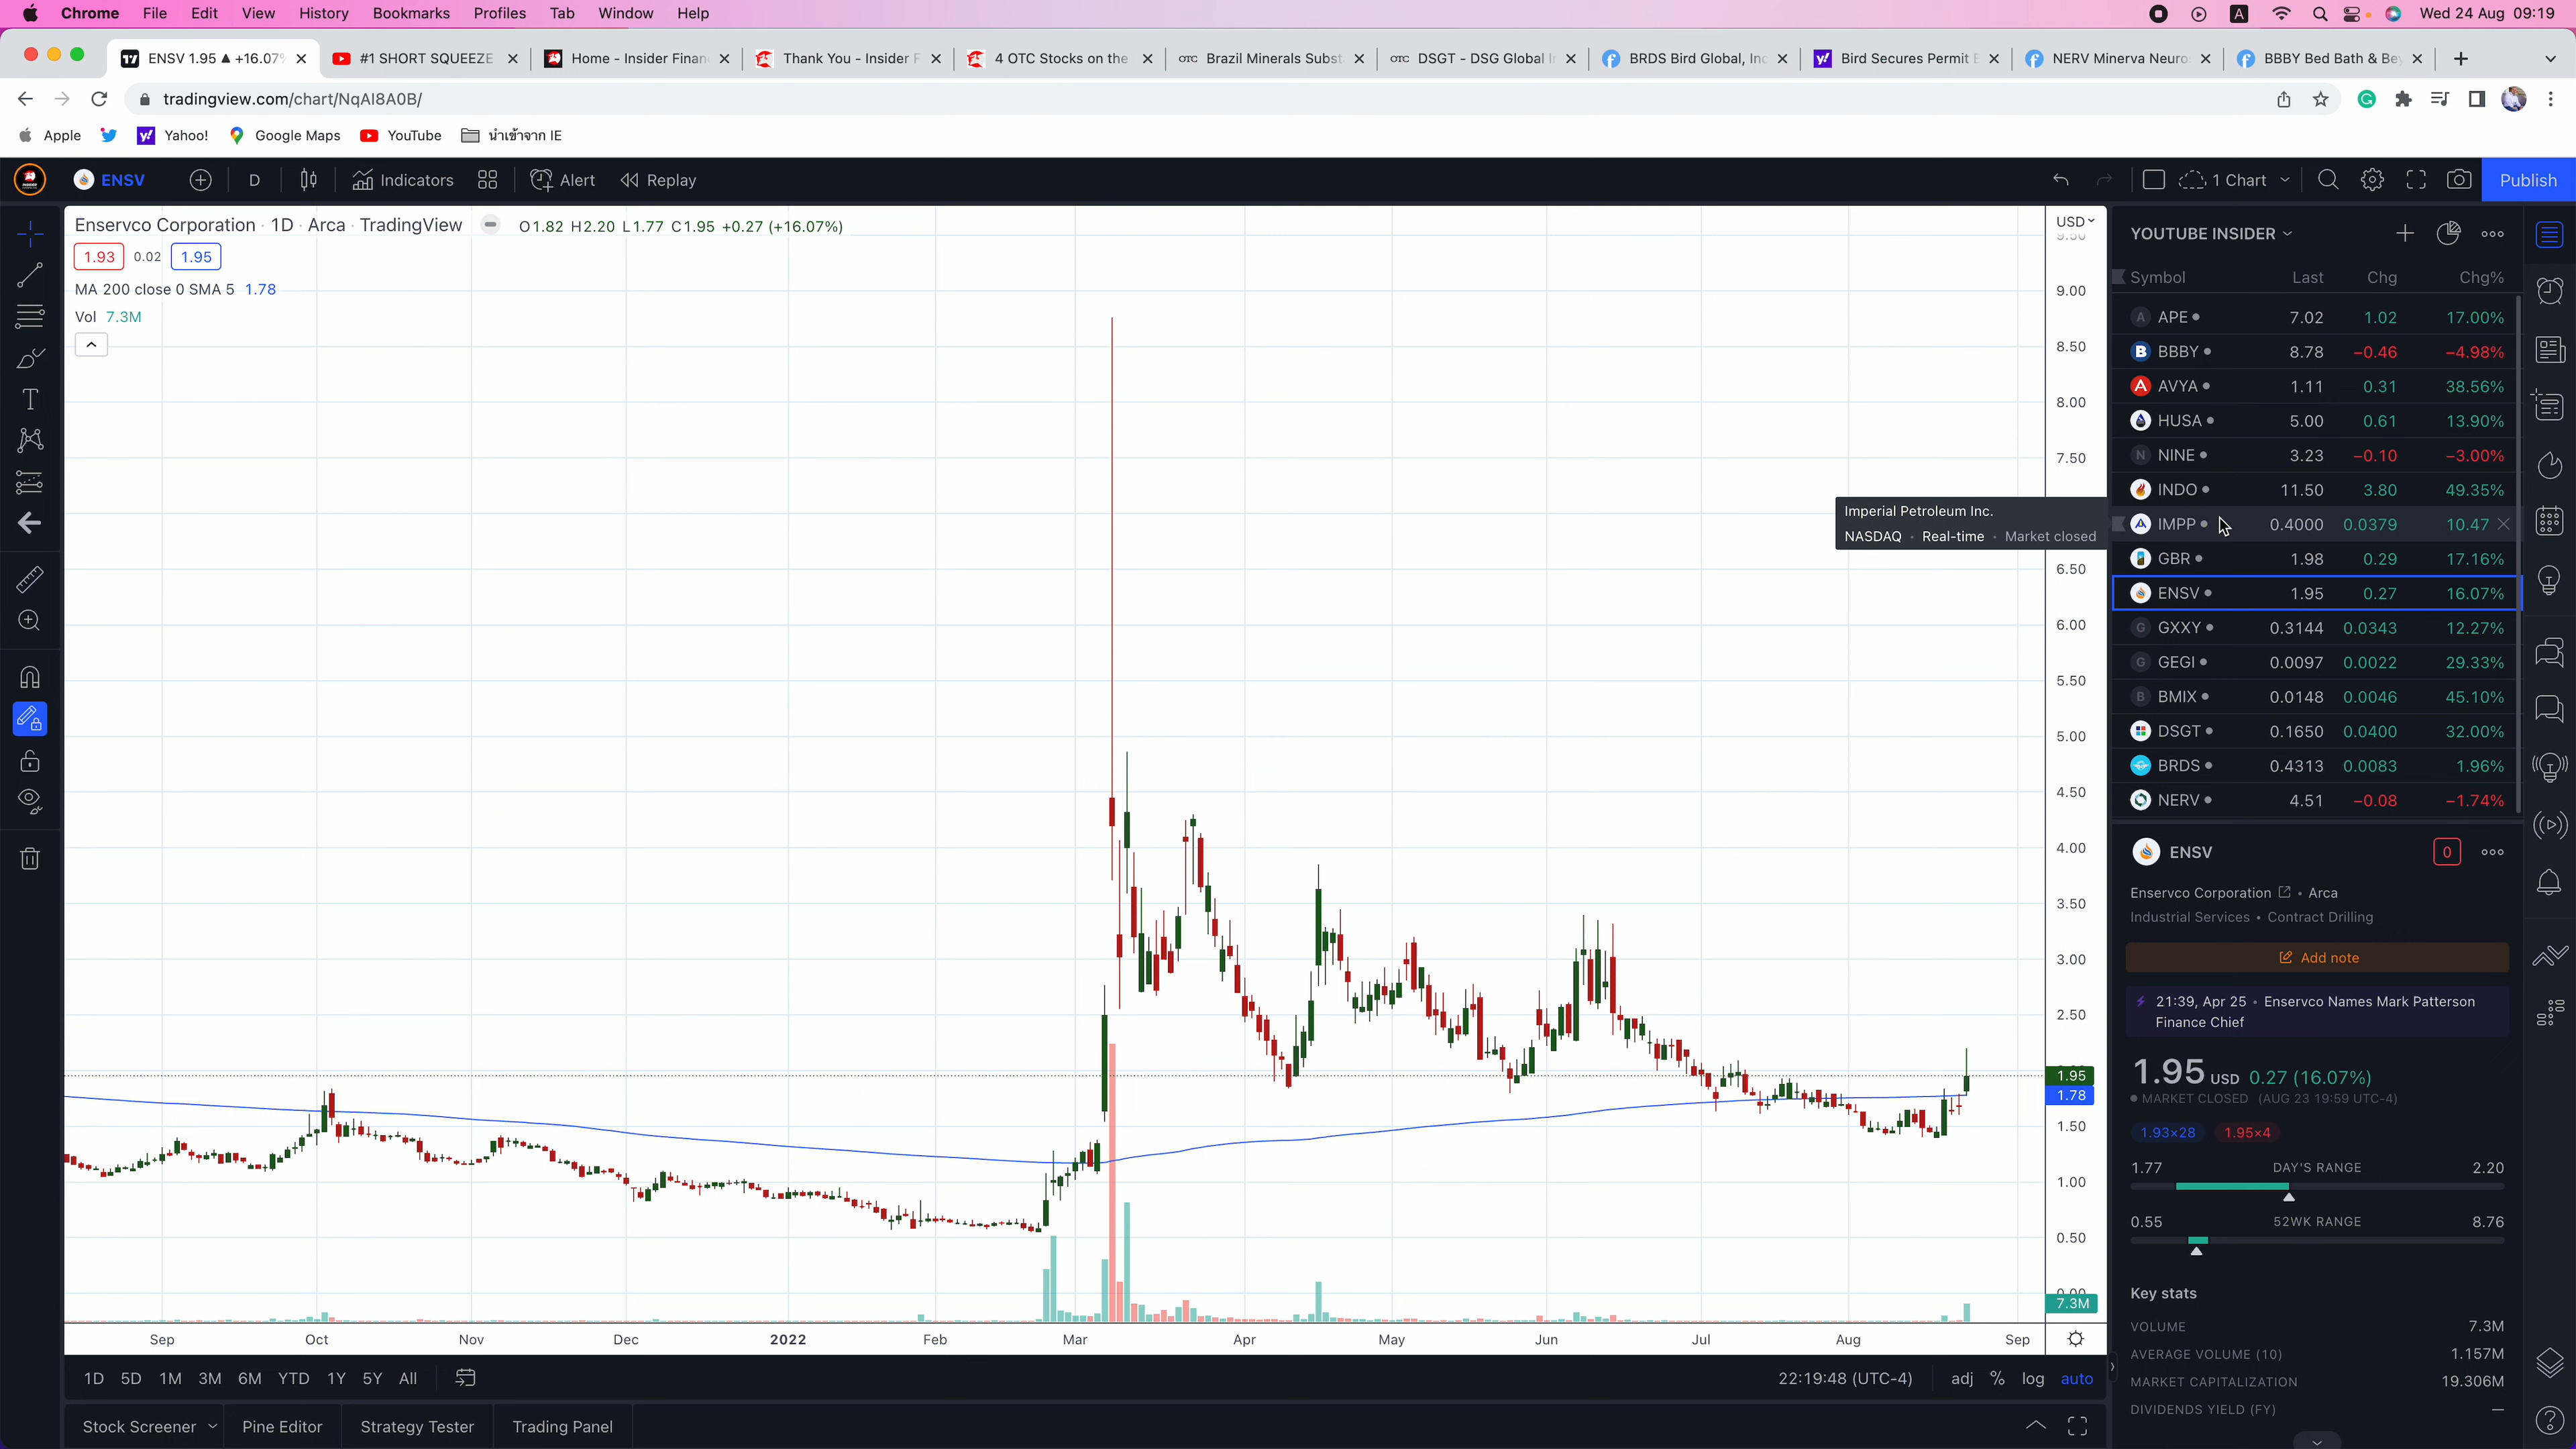 Chrome File Edit View History Bookmarks Profiles Tab Window Help A Wed 24 Aug 09:19
ENSV 1.95 ▲ +16.07% #1 SHORT SQUEEZE Home - Insider Finan Thank You - Insider F 4 OTC Stocks on the OTC Brazil Minerals Subst OTC DSGT - DSG Global I BRDS Bird Global, Inc Bird Secures Permit E NERV Minerva Neuro BBBY Bed Bath & Be
tradingview.com/chart/NqAI8A0B/
Apple Yahoo! Google Maps YouTube นำเข้าจาก IE
ENSV D Indicators Alert Replay 1 Chart Publish
Enservco Corporation · 1D · Arca · TradingView O1.82 H2.20 L1.77 C1.95 +0.27 (+16.07%)
1.93 0.02 1.95
MA 200 close 0 SMA 5 1.78
Vol 7.3M
USD
9.50
9.00
8.50
8.00
7.50
6.50
6.00
5.50
5.00
4.50
4.00
3.50
3.00
2.50
1.95
1.78
1.50
1.00
0.50
0.00
7.3M
Sep Oct Nov Dec 2022 Feb Mar Apr May Jun Jul Aug Sep
Imperial Petroleum Inc.
NASDAQ • Real-time • Market closed
1D 5D 1M 3M 6M YTD 1Y 5Y All 22:19:48 (UTC-4) adj % log auto
Stock Screener Pine Editor Strategy Tester Trading Panel
YOUTUBE INSIDER
Symbol Last Chg Chg%
A APE 7.02 1.02 17.00%
B BBBY 8.78 −0.46 −4.98%
AVYA 1.11 0.31 38.56%
HUSA 5.00 0.61 13.90%
N NINE 3.23 −0.10 −3.00%
INDO 11.50 3.80 49.35%
IMPP 0.4000 0.0379 10.47
GBR 1.98 0.29 17.16%
ENSV 1.95 0.27 16.07%
G GXXY 0.3144 0.0343 12.27%
G GEGI 0.0097 0.0022 29.33%
B BMIX 0.0148 0.0046 45.10%
DSGT 0.1650 0.0400 32.00%
BRDS 0.4313 0.0083 1.96%
NERV 4.51 −0.08 −1.74%
ENSV 0
Enservco Corporation • Arca
Industrial Services • Contract Drilling
Add note
21:39, Apr 25 • Enservco Names Mark Patterson
Finance Chief
1.95 USD 0.27 (16.07%)
MARKET CLOSED (AUG 23 19:59 UTC-4)
1.93×28 1.95×4
1.77 DAY'S RANGE 2.20
0.55 52WK RANGE 8.76
Key stats
VOLUME 7.3M
AVERAGE VOLUME (10) 1.157M
MARKET CAPITALIZATION 19.306M
DIVIDENDS YIELD (FY) —